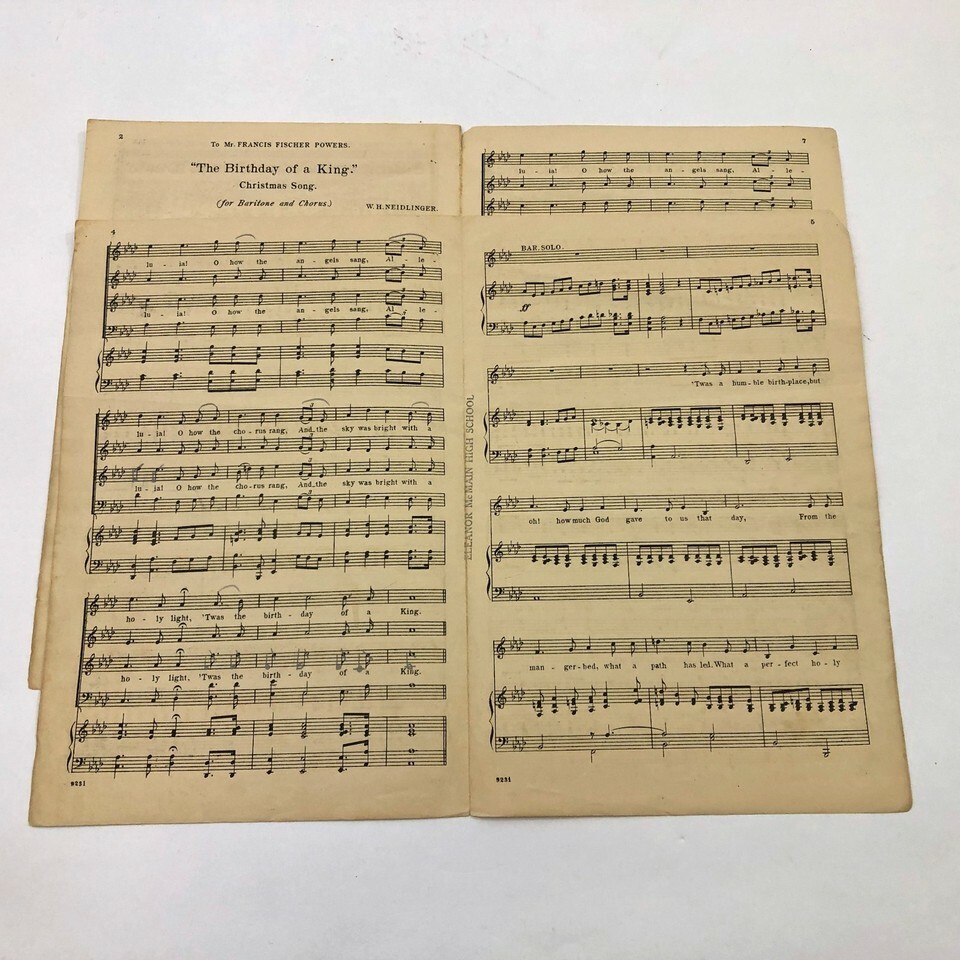 2
To Mr. FRANCIS FISCHER POWERS.
"The Birthday of a King."
Christmas Song.
(for Baritone and Chorus.)
W. H. NEIDLINGER.
7
lu - ia! O how the an - gels sang, Al - le -
4
lu - ia! O how the an - gels sang, Al - le -
lu - ia! O how the an - gels sang, Al - le -
lu - ia! O how the cho - rus rang, And the sky was bright with a
lu - ia! O how the cho - rus rang, And the sky was bright with a
ho - ly light, 'Twas the birth - day of a King.
ho - ly light, 'Twas the birth - day of a King.
9231
ELEANOR McMAIN HIGH SCHOOL
5
BAR. SOLO.
ff
'Twas a hum - ble birth-place, but
oh! how much God gave to us that day, From the
man - ger-bed, what a path has led. What a per - fect ho - ly
9231